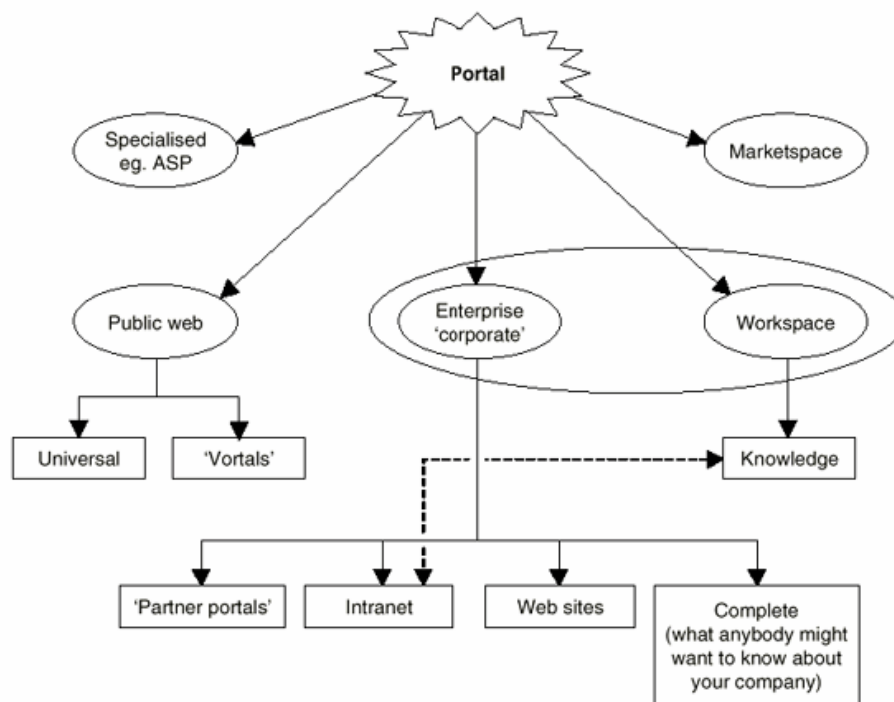 Portal
Specialised
eg. ASP
Marketspace
Public web
Enterprise
‘corporate’
Workspace
Universal
‘Vortals’
Knowledge
‘Partner portals’
Intranet
Web sites
Complete
(what anybody might
want to know about
your company)